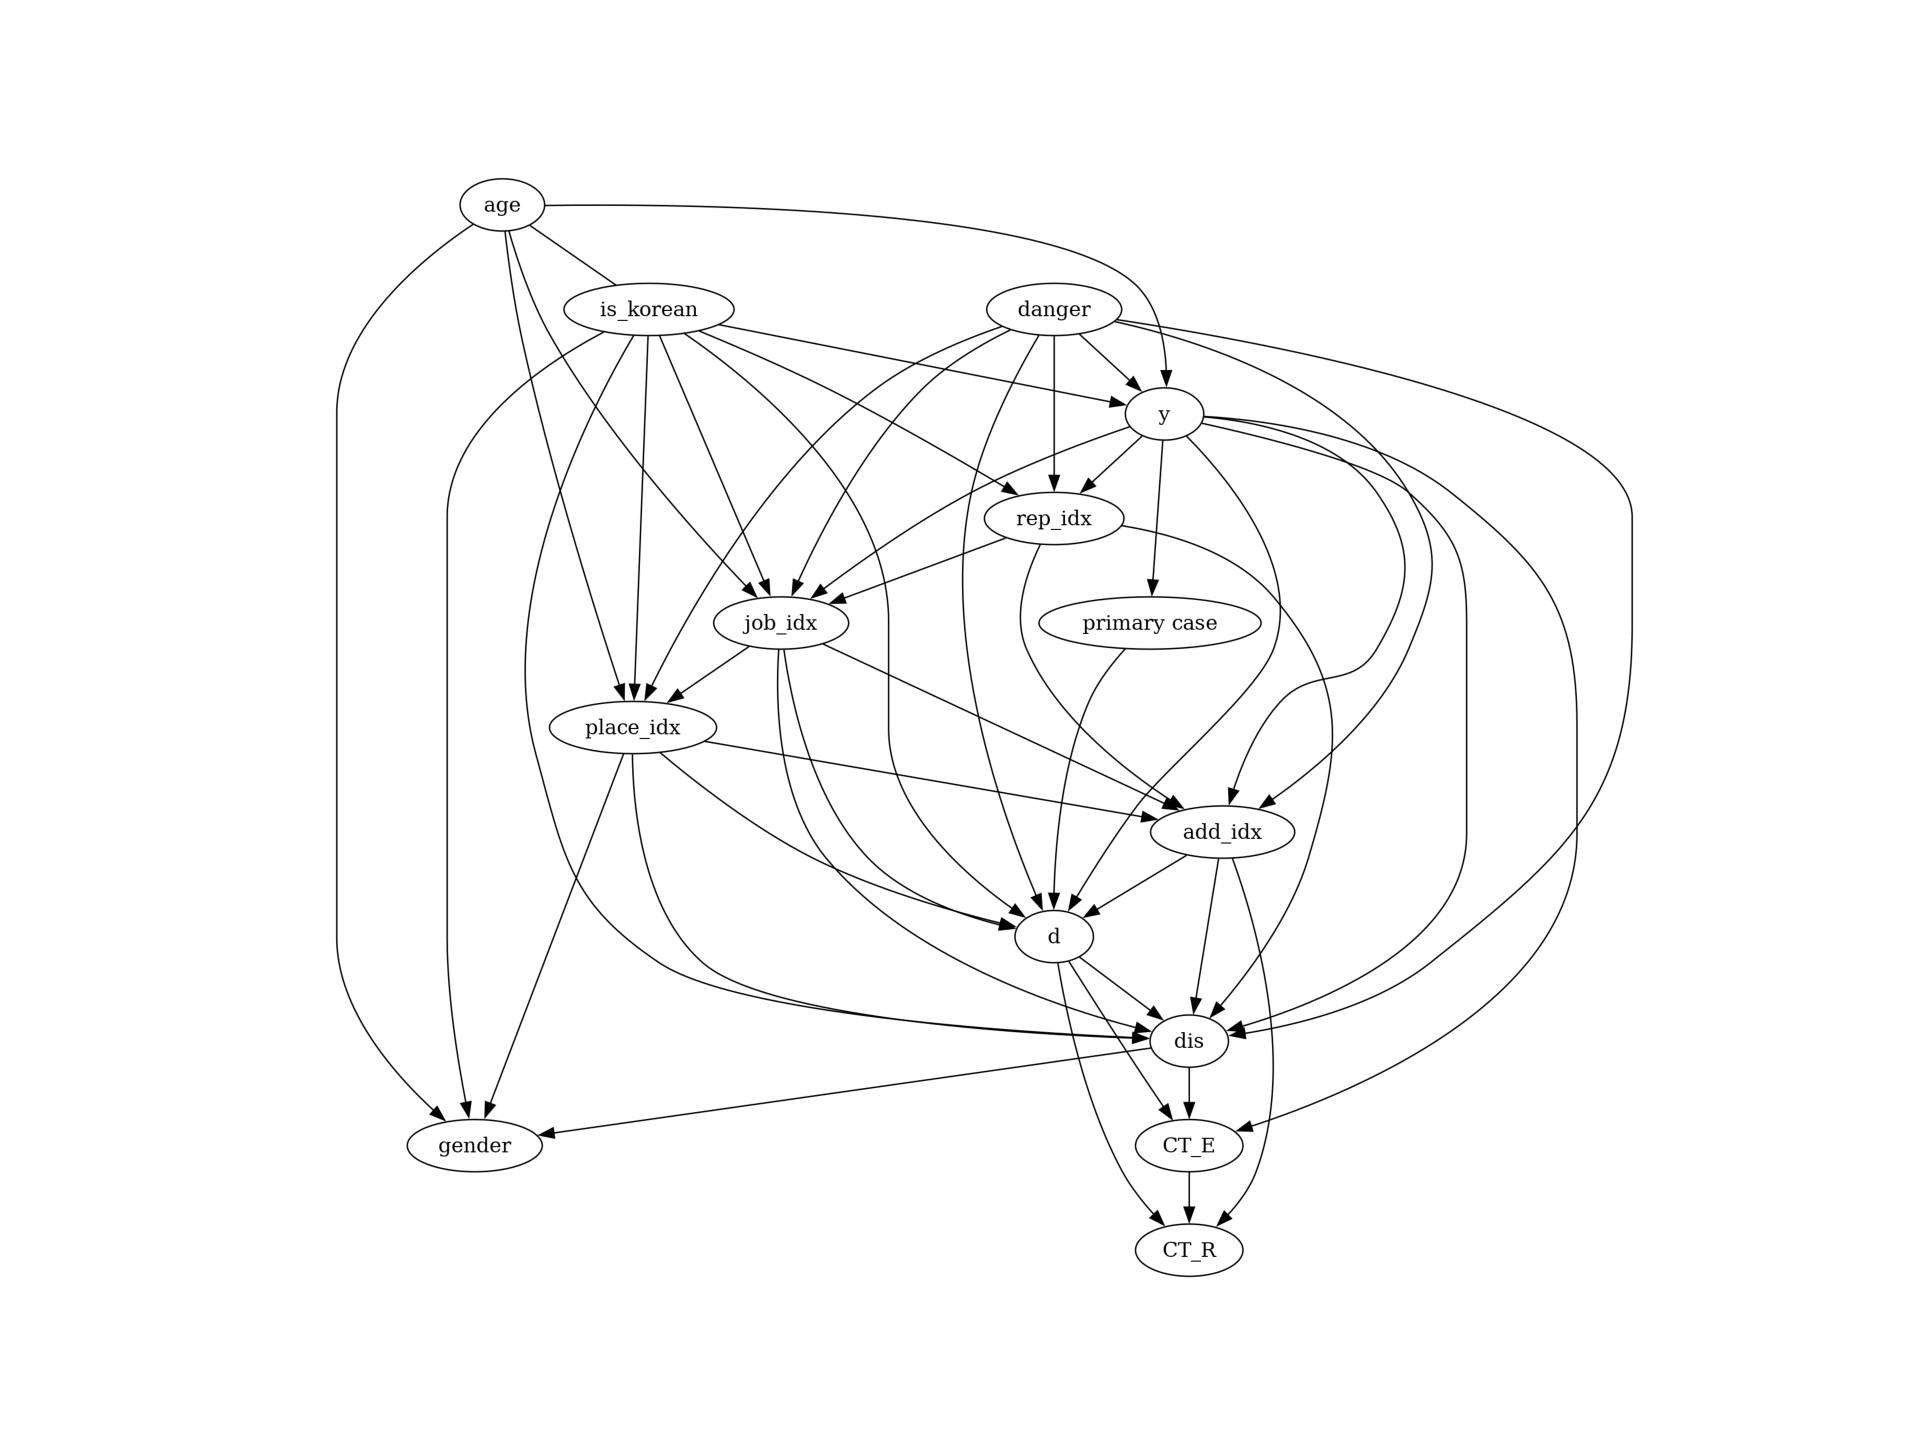 age
is_korean
danger
y
rep_idx
job_idx
primary case
place_idx
add_idx
d
dis
gender
CT_E
CT_R